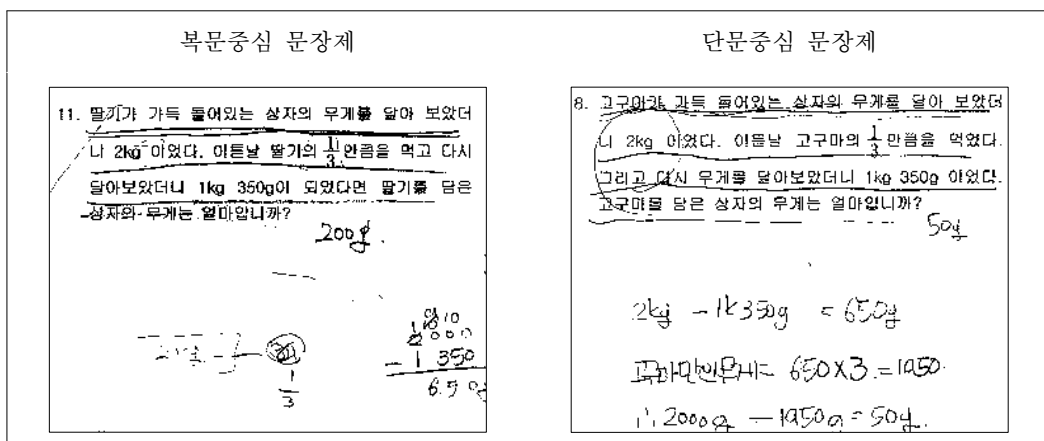 복문중심 문장제
11. 딸기가 가득 들어있는 상자의 무게를 달아 보았더
니 2kg 이었다. 이튿날 딸기의 1/3 만큼을 먹고 다시
달아보았더니 1kg 350g이 되었다면 딸기를 담은
상자의 무게는 얼마입니까?
200g.
1/3
2000
- 1 350
650g
단문중심 문장제
8. 고구마가 가득 들어있는 상자의 무게를 달아 보았더
니 2kg 이었다. 이튿날 고구마의 1/3 만큼을 먹었다.
그리고 다시 무게를 달아보았더니 1kg 350g 이었다.
고구마를 담은 상자의 무게는 얼마입니까?
50g
2kg - 1k350g = 650g
650×3 = 1950.
∴ 2000g - 1950g = 50g.